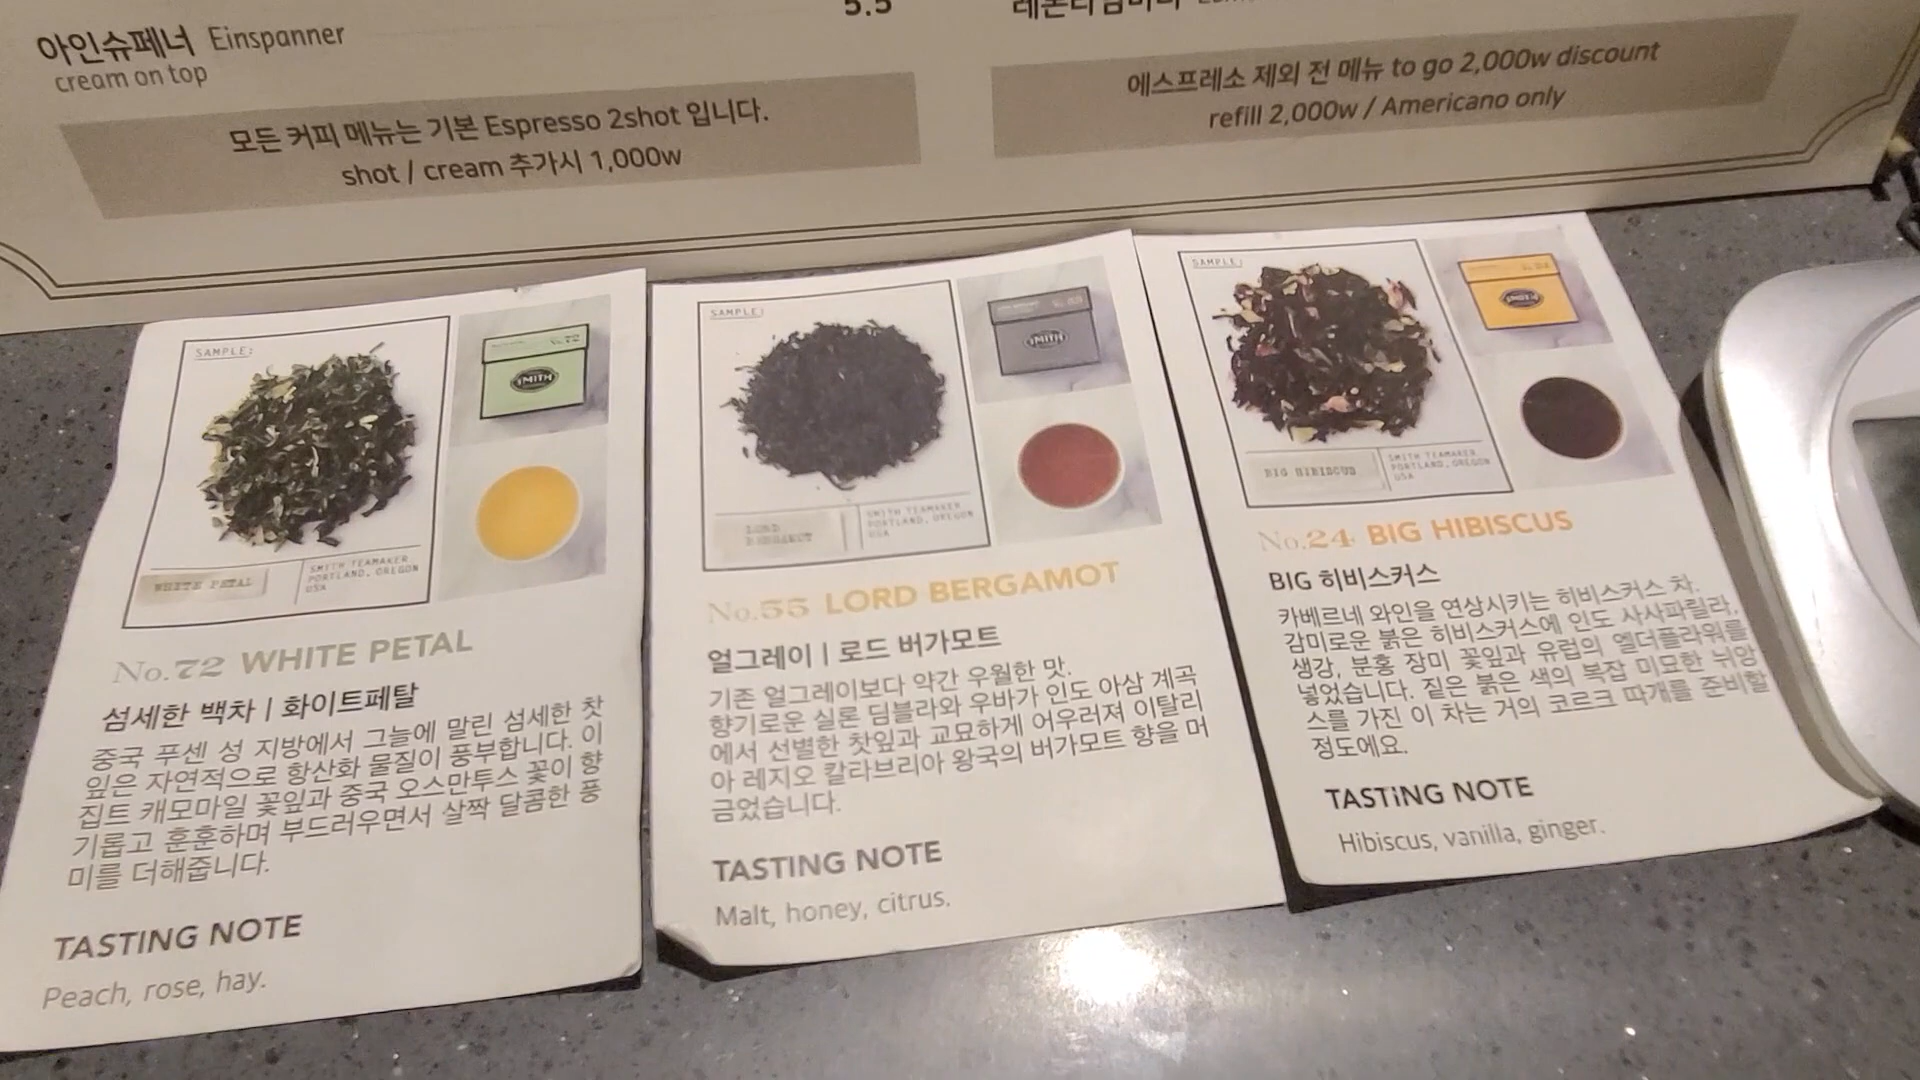 5.5
아인슈페너 Einspanner
cream on top
모든 커피 메뉴는 기본 Espresso 2shot 입니다.
shot / cream 추가시 1,000w
에스프레소 제외 전 메뉴 to go 2,000w discount
refill 2,000w / Americano only
SAMPLE:
No.72
SMITH
WHITE PETAL
SMITH TEAMAKER
PORTLAND, OREGON
USA
No.72 WHITE PETAL
섬세한 백차 | 화이트페탈
중국 푸센 성 지방에서 그늘에 말린 섬세한 찻
잎은 자연적으로 항산화 물질이 풍부합니다. 이
집트 캐모마일 꽃잎과 중국 오스만투스 꽃이 향
기롭고 훈훈하며 부드러우면서 살짝 달콤한 풍
미를 더해줍니다.
TASTING NOTE
Peach, rose, hay.
SAMPLE:
SMITH
LORD
BERGAMOT
SMITH TEAMAKER
PORTLAND, OREGON
USA
No.55 LORD BERGAMOT
얼그레이 | 로드 버가모트
기존 얼그레이보다 약간 우월한 맛.
향기로운 실론 딤블라와 우바가 인도 아삼 계곡
에서 선별한 찻잎과 교묘하게 어우러져 이탈리
아 레지오 칼타브리아 왕국의 버가모트 향을 머
금었습니다.
TASTING NOTE
Malt, honey, citrus.
SAMPLE:
SMITH
BIG HIBISCUS
SMITH TEAMAKER
PORTLAND, OREGON
USA
No.24 BIG HIBISCUS
BIG 히비스커스
카베르네 와인을 연상시키는 히비스커스 차.
감미로운 붉은 히비스커스에 인도 사사파릴라,
생강, 분홍 장미 꽃잎과 유럽의 엘더플라워를
넣었습니다. 짙은 붉은 색의 복잡 미묘한 뉘앙
스를 가진 이 차는 거의 코르크 따개를 준비할
정도에요.
TASTING NOTE
Hibiscus, vanilla, ginger.